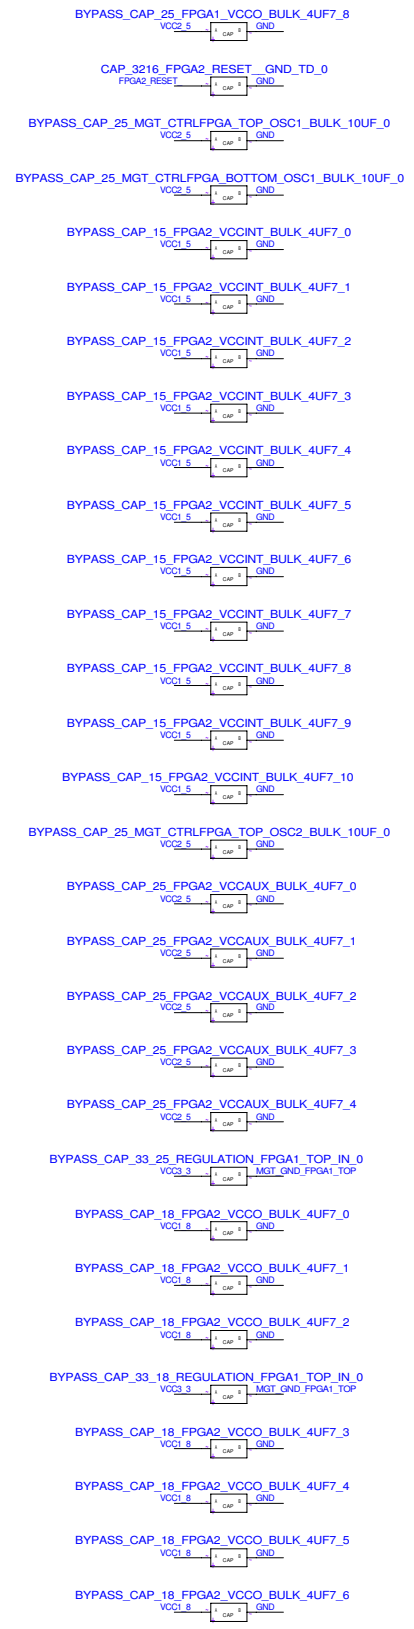 BYPASS_CAP_25_FPGA1_VCCO_BULK_4UF7_8
VCC2_5 A CAP B GND
CAP_3216_FPGA2_RESET__GND_TD_0
FPGA2_RESET A CAP B GND
BYPASS_CAP_25_MGT_CTRLFPGA_TOP_OSC1_BULK_10UF_0
VCC2_5 A CAP B GND
BYPASS_CAP_25_MGT_CTRLFPGA_BOTTOM_OSC1_BULK_10UF_0
VCC2_5 A CAP B GND
BYPASS_CAP_15_FPGA2_VCCINT_BULK_4UF7_0
VCC1_5 A CAP B GND
BYPASS_CAP_15_FPGA2_VCCINT_BULK_4UF7_1
VCC1_5 A CAP B GND
BYPASS_CAP_15_FPGA2_VCCINT_BULK_4UF7_2
VCC1_5 A CAP B GND
BYPASS_CAP_15_FPGA2_VCCINT_BULK_4UF7_3
VCC1_5 A CAP B GND
BYPASS_CAP_15_FPGA2_VCCINT_BULK_4UF7_4
VCC1_5 A CAP B GND
BYPASS_CAP_15_FPGA2_VCCINT_BULK_4UF7_5
VCC1_5 A CAP B GND
BYPASS_CAP_15_FPGA2_VCCINT_BULK_4UF7_6
VCC1_5 A CAP B GND
BYPASS_CAP_15_FPGA2_VCCINT_BULK_4UF7_7
VCC1_5 A CAP B GND
BYPASS_CAP_15_FPGA2_VCCINT_BULK_4UF7_8
VCC1_5 A CAP B GND
BYPASS_CAP_15_FPGA2_VCCINT_BULK_4UF7_9
VCC1_5 A CAP B GND
BYPASS_CAP_15_FPGA2_VCCINT_BULK_4UF7_10
VCC1_5 A CAP B GND
BYPASS_CAP_25_MGT_CTRLFPGA_TOP_OSC2_BULK_10UF_0
VCC2_5 A CAP B GND
BYPASS_CAP_25_FPGA2_VCCAUX_BULK_4UF7_0
VCC2_5 A CAP B GND
BYPASS_CAP_25_FPGA2_VCCAUX_BULK_4UF7_1
VCC2_5 A CAP B GND
BYPASS_CAP_25_FPGA2_VCCAUX_BULK_4UF7_2
VCC2_5 A CAP B GND
BYPASS_CAP_25_FPGA2_VCCAUX_BULK_4UF7_3
VCC2_5 A CAP B GND
BYPASS_CAP_25_FPGA2_VCCAUX_BULK_4UF7_4
VCC2_5 A CAP B GND
BYPASS_CAP_33_25_REGULATION_FPGA1_TOP_IN_0
VCC3_3 A CAP B MGT_GND_FPGA1_TOP
BYPASS_CAP_18_FPGA2_VCCO_BULK_4UF7_0
VCC1_8 A CAP B GND
BYPASS_CAP_18_FPGA2_VCCO_BULK_4UF7_1
VCC1_8 A CAP B GND
BYPASS_CAP_18_FPGA2_VCCO_BULK_4UF7_2
VCC1_8 A CAP B GND
BYPASS_CAP_33_18_REGULATION_FPGA1_TOP_IN_0
VCC3_3 A CAP B MGT_GND_FPGA1_TOP
BYPASS_CAP_18_FPGA2_VCCO_BULK_4UF7_3
VCC1_8 A CAP B GND
BYPASS_CAP_18_FPGA2_VCCO_BULK_4UF7_4
VCC1_8 A CAP B GND
BYPASS_CAP_18_FPGA2_VCCO_BULK_4UF7_5
VCC1_8 A CAP B GND
BYPASS_CAP_18_FPGA2_VCCO_BULK_4UF7_6
VCC1_8 A CAP B GND